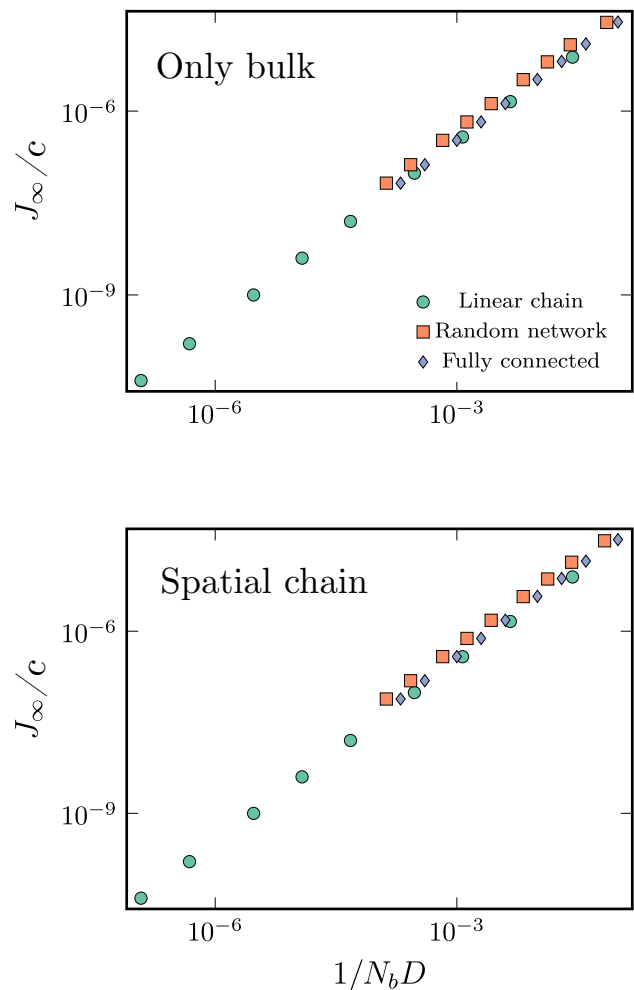 Only bulk
10⁻⁶
J∞/c
10⁻⁹
Linear chain
Random network
Fully connected
10⁻⁶ 10⁻³
Spatial chain
10⁻⁶
J∞/c
10⁻⁹
10⁻⁶ 10⁻³
1/N_bD